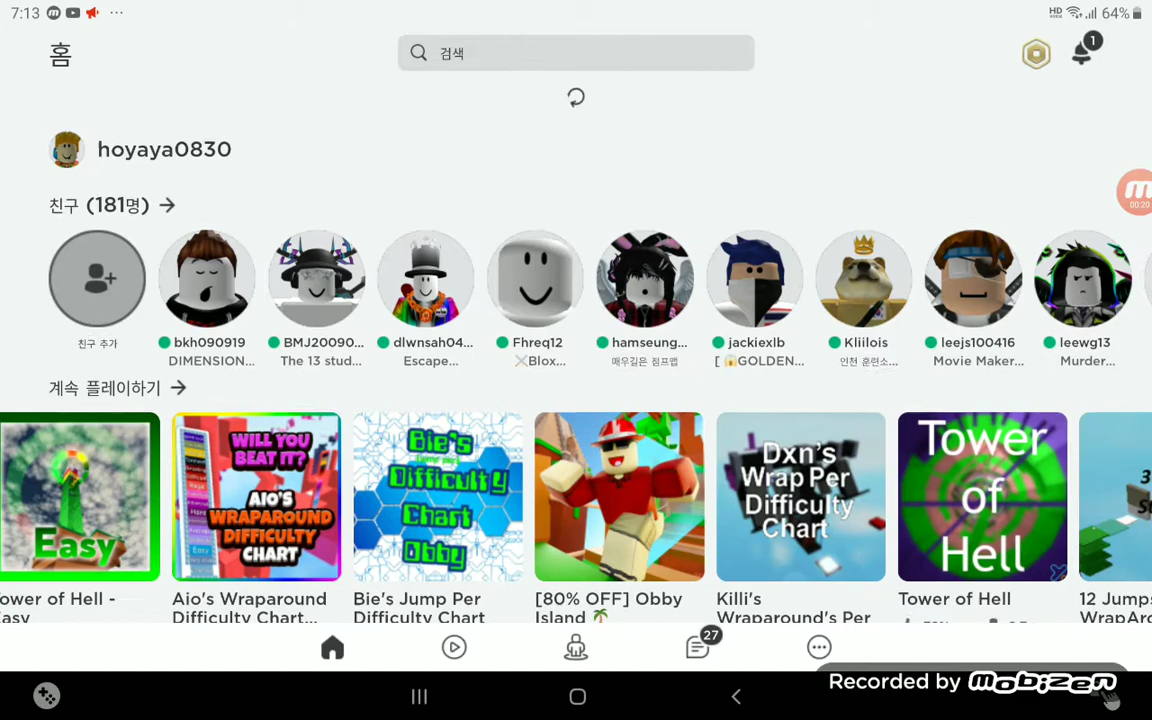 7:13
HD
64%
홈
검색
1
hoyaya0830
00:20
친구 (181명)
친구 추가
bkh090919
DIMENSION...
BMJ20090...
The 13 stud...
dlwnsah04...
Escape...
Fhreq12
Blox...
hamseung...
매우길은 점프맵
jackiexlb
[ 😱GOLDEN...
Kliilois
인천 훈련소...
leejs100416
Movie Maker...
leewg13
Murder...
계속 플레이하기
Easy
WILL YOU
BEAT IT?
AIO'S
WRAPAROUND
DIFFICULTY
CHART
Bie's
Difficulty
Chart
Obby
Dxn's
Wrap Per
Difficulty
Chart
Tower
of
Hell
ower of Hell -
Easy
Aio's Wraparound
Difficulty Chart...
Bie's Jump Per
Difficulty Chart
[80% OFF] Obby
Island 🌴
Killi's
Wraparound's Per
Tower of Hell
12 Jumps
WrapAr
27
Recorded by mobizen